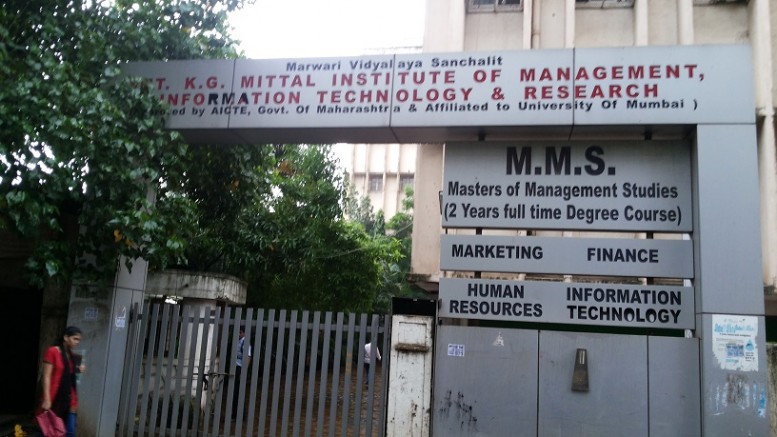 Marwari Vidyalaya Sanchalit
T. K.G. MITTAL INSTITUTE OF MANAGEMENT,
INFORMATION TECHNOLOGY & RESEARCH
by AICTE, Govt. Of Maharashtra & Affiliated to University Of Mumbai )
M.M.S.
Masters of Management Studies
(2 Years full time Degree Course)
MARKETING FINANCE
HUMAN INFORMATION
RESOURCES TECHNOLOGY